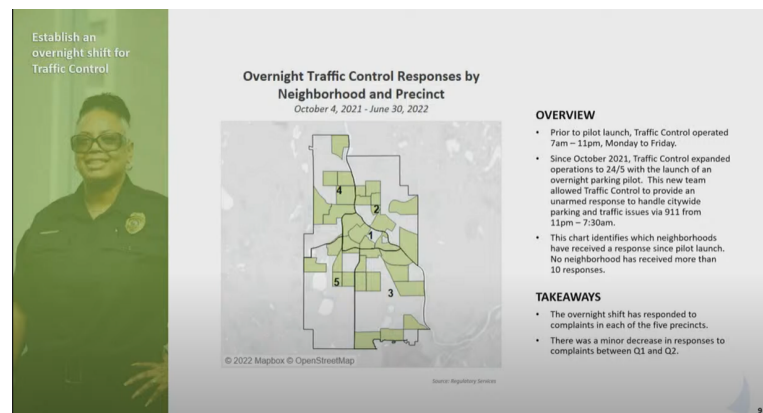 Establish an
overnight shift for
Traffic Control
Overnight Traffic Control Responses by
Neighborhood and Precinct
October 4, 2021 - June 30, 2022
4
2
1
5
3
© 2022 Mapbox © OpenStreetMap
Source: Regulatory Services
OVERVIEW
• Prior to pilot launch, Traffic Control operated
7am – 11pm, Monday to Friday.
• Since October 2021, Traffic Control expanded
operations to 24/5 with the launch of an
overnight parking pilot. This new team
allowed Traffic Control to provide an
unarmed response to handle citywide
parking and traffic issues via 911 from
11pm – 7:30am.
• This chart identifies which neighborhoods
have received a response since pilot launch.
No neighborhood has received more than
10 responses.
TAKEAWAYS
• The overnight shift has responded to
complaints in each of the five precincts.
• There was a minor decrease in responses to
complaints between Q1 and Q2.
9